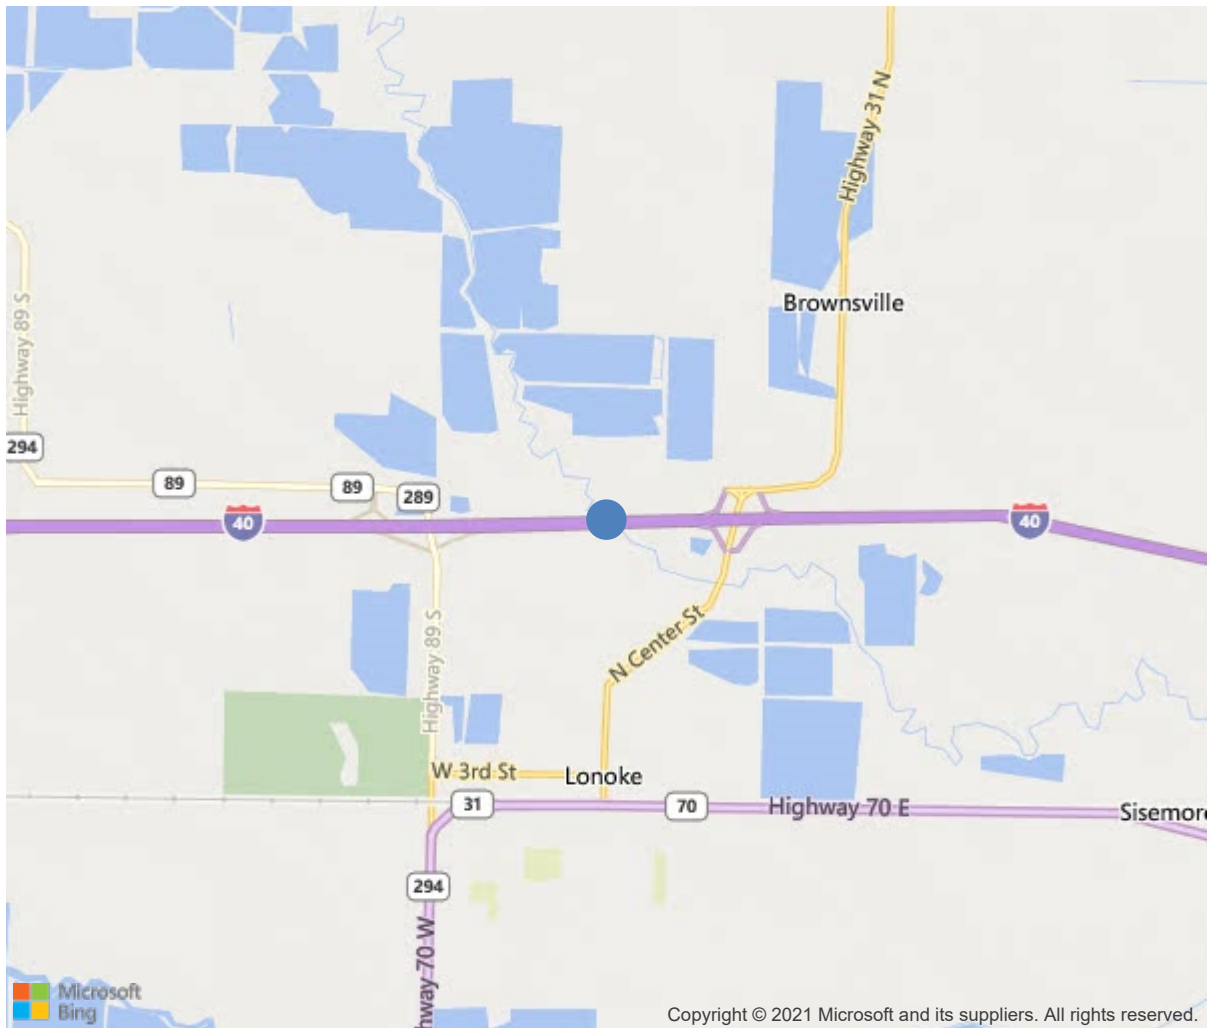 Highway 31 N
Brownsville
Highway 89 S
294
89
89
289
40
40
Highway 89 S
N Center St
W 3rd St
Lonoke
31
70
Highway 70 E
Sisemor
294
hway 70 W
Microsoft
Bing
Copyright © 2021 Microsoft and its suppliers. All rights reserved.